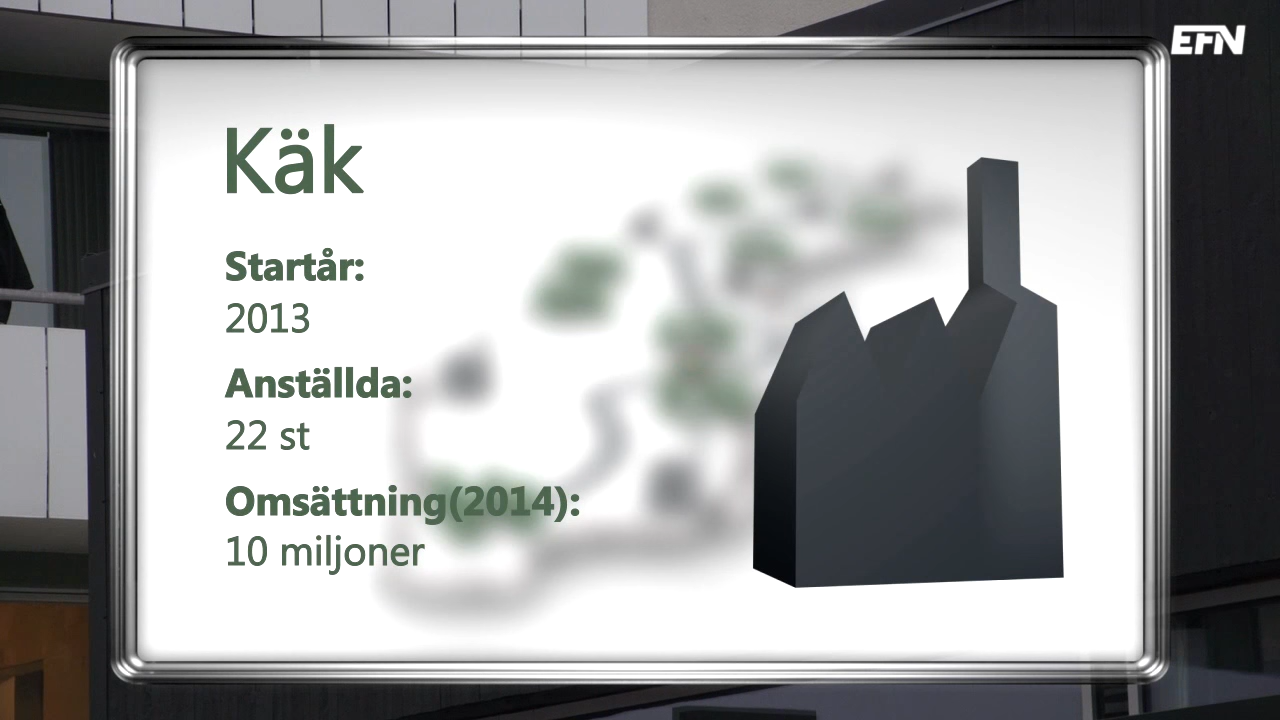 EFN
Käk
Startår:
2013
Anställda:
22 st
Omsättning(2014):
10 miljoner